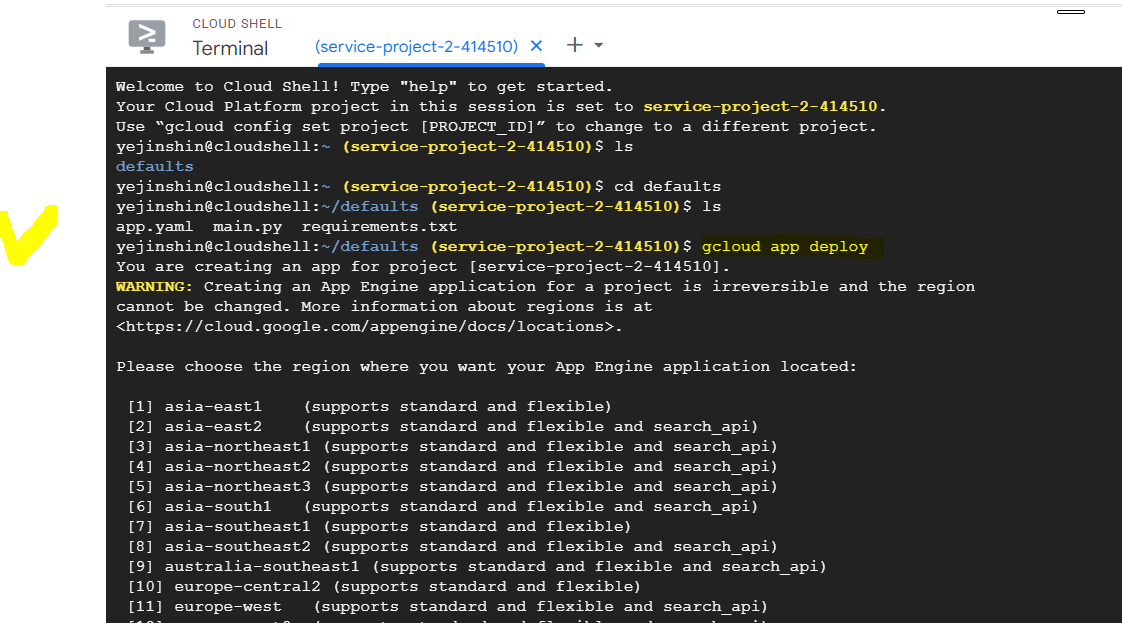 CLOUD SHELL
Terminal
(service-project-2-414510)
Welcome to Cloud Shell! Type "help" to get started.
Your Cloud Platform project in this session is set to service-project-2-414510.
Use “gcloud config set project [PROJECT_ID]” to change to a different project.
yejinshin@cloudshell:~ (service-project-2-414510)$ ls
defaults
yejinshin@cloudshell:~ (service-project-2-414510)$ cd defaults
yejinshin@cloudshell:~/defaults (service-project-2-414510)$ ls
app.yaml  main.py  requirements.txt
yejinshin@cloudshell:~/defaults (service-project-2-414510)$ gcloud app deploy
You are creating an app for project [service-project-2-414510].
WARNING: Creating an App Engine application for a project is irreversible and the region
cannot be changed. More information about regions is at
<https://cloud.google.com/appengine/docs/locations>.
Please choose the region where you want your App Engine application located:
[1] asia-east1    (supports standard and flexible)
[2] asia-east2    (supports standard and flexible and search_api)
[3] asia-northeast1 (supports standard and flexible and search_api)
[4] asia-northeast2 (supports standard and flexible and search_api)
[5] asia-northeast3 (supports standard and flexible and search_api)
[6] asia-south1   (supports standard and flexible and search_api)
[7] asia-southeast1 (supports standard and flexible)
[8] asia-southeast2 (supports standard and flexible and search_api)
[9] australia-southeast1 (supports standard and flexible and search_api)
[10] europe-central2 (supports standard and flexible)
[11] europe-west   (supports standard and flexible and search_api)